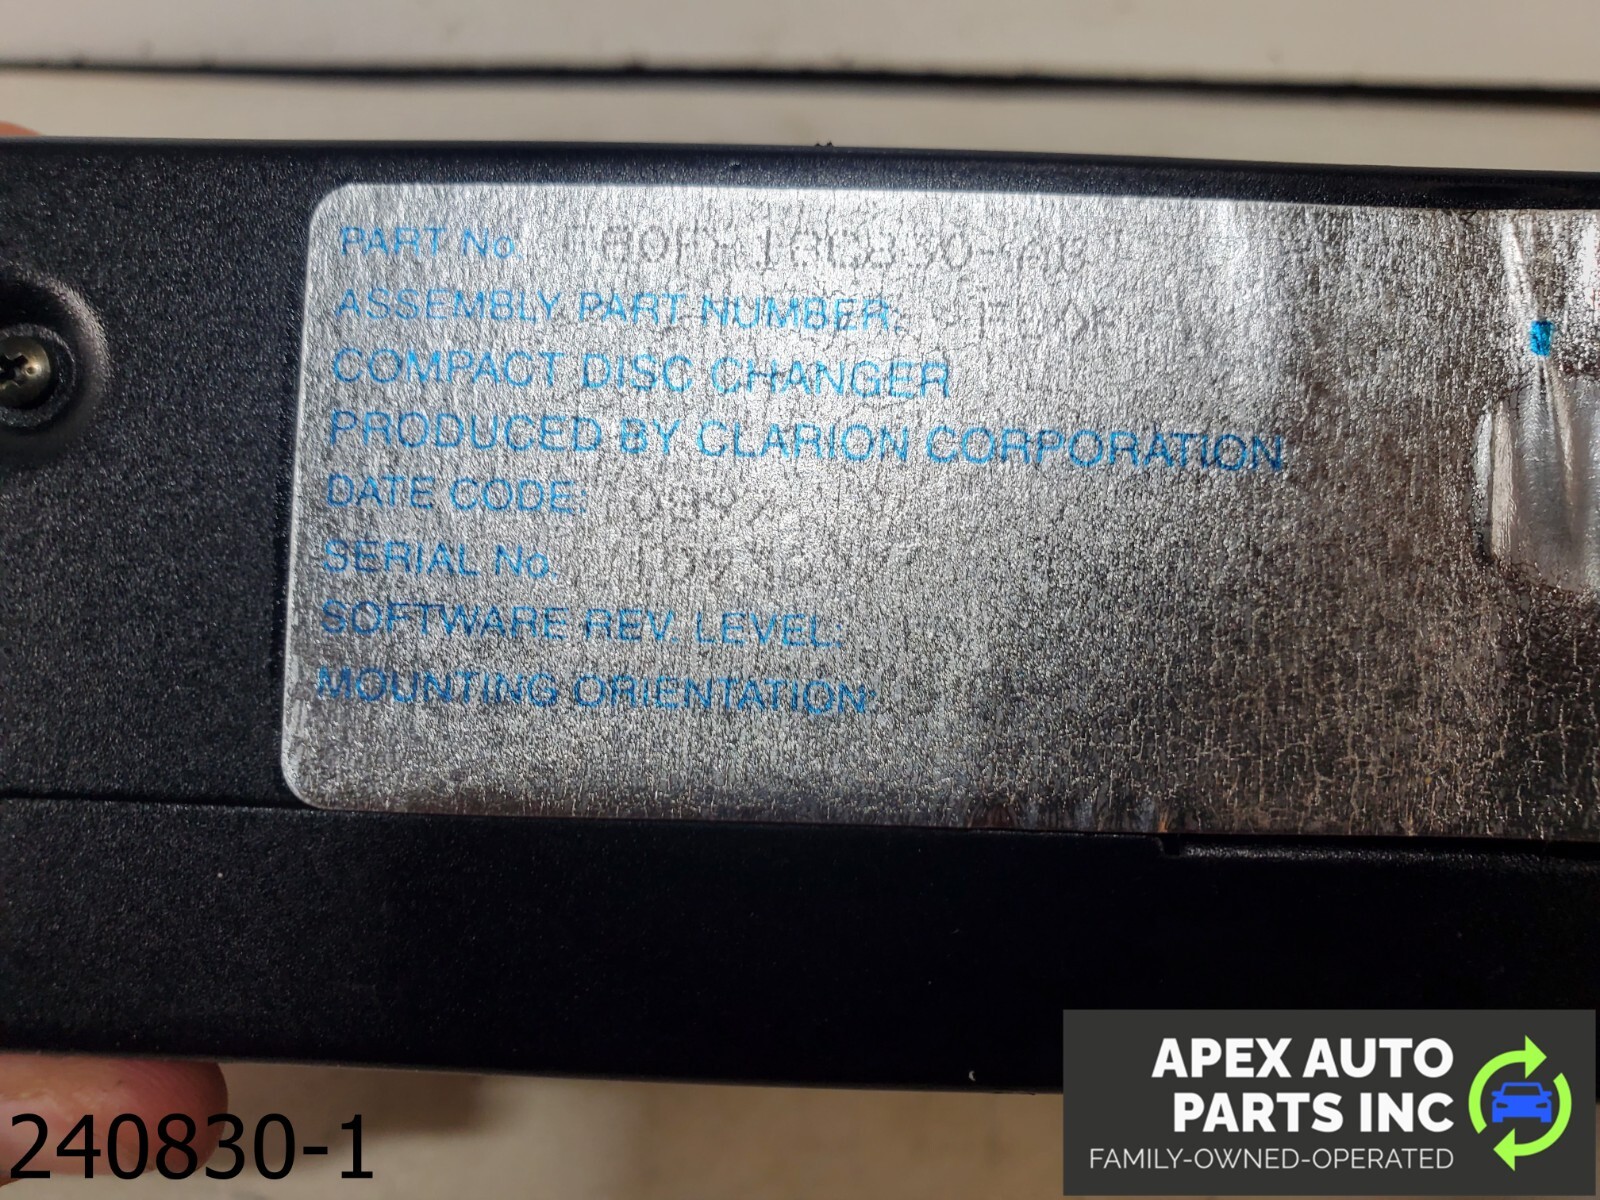 PART No.
ASSEMBLY PART NUMBER:
COMPACT DISC CHANGER
PRODUCED BY CLARION CORPORATION
DATE CODE:
SERIAL No.
SOFTWARE REV. LEVEL:
MOUNTING ORIENTATION:
240830-1
APEX AUTO
PARTS INC
FAMILY-OWNED-OPERATED